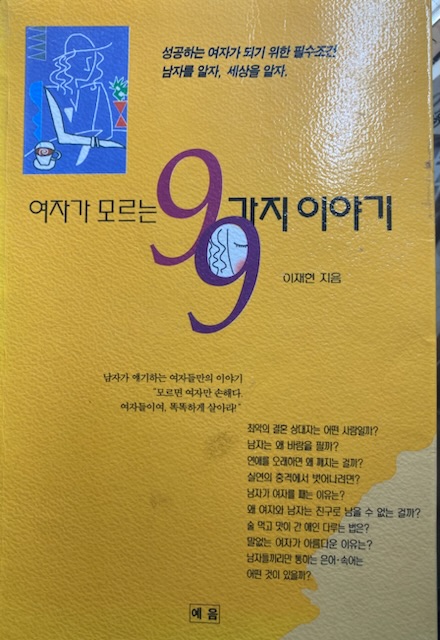 성공하는 여자가 되기 위한 필수조건
남자를 알자, 세상을 알자.
여자가 모르는 99가지 이야기
이재현 지음
남자가 얘기하는 여자들만의 이야기
"모르면 여자만 손해다.
여자들이여, 똑똑하게 살아라!"
최악의 결혼 상대자는 어떤 사람일까?
남자는 왜 바람을 필까?
연애를 오래하면 왜 깨지는 걸까?
실연의 충격에서 벗어나려면?
남자가 여자를 패는 이유는?
왜 여자와 남자는 친구로 남을 수 없는 걸까?
술 먹고 맛이 간 애인 다루는 법은?
말없는 여자가 아름다운 이유는?
남자들끼리만 통하는 은어·속어는
어떤 것이 있을까?
예음